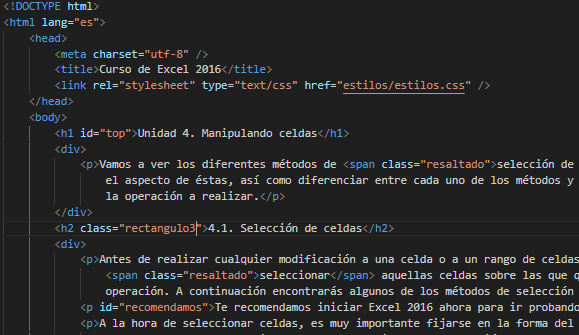 <!DOCTYPE html>
<html lang="es">
<head>
<meta charset="utf-8" />
<title>Curso de Excel 2016</title>
<link rel="stylesheet" type="text/css" href="estilos/estilos.css" />
</head>
<body>
<h1 id="top">Unidad 4. Manipulando celdas</h1>
<div>
<p>Vamos a ver los diferentes métodos de <span class="resaltado">selección de
el aspecto de éstas, así como diferenciar entre cada uno de los métodos y
la operación a realizar.</p>
</div>
<h2 class="rectangulo3">4.1. Selección de celdas</h2>
<div>
<p>Antes de realizar cualquier modificación a una celda o a un rango de celdas
<span class="resaltado">seleccionar</span> aquellas celdas sobre las que q
operación. A continuación encontrarás algunos de los métodos de selección
<p id="recomendamos">Te recomendamos iniciar Excel 2016 ahora para ir probando
<p>A la hora de seleccionar celdas, es muy importante fijarse en la forma del